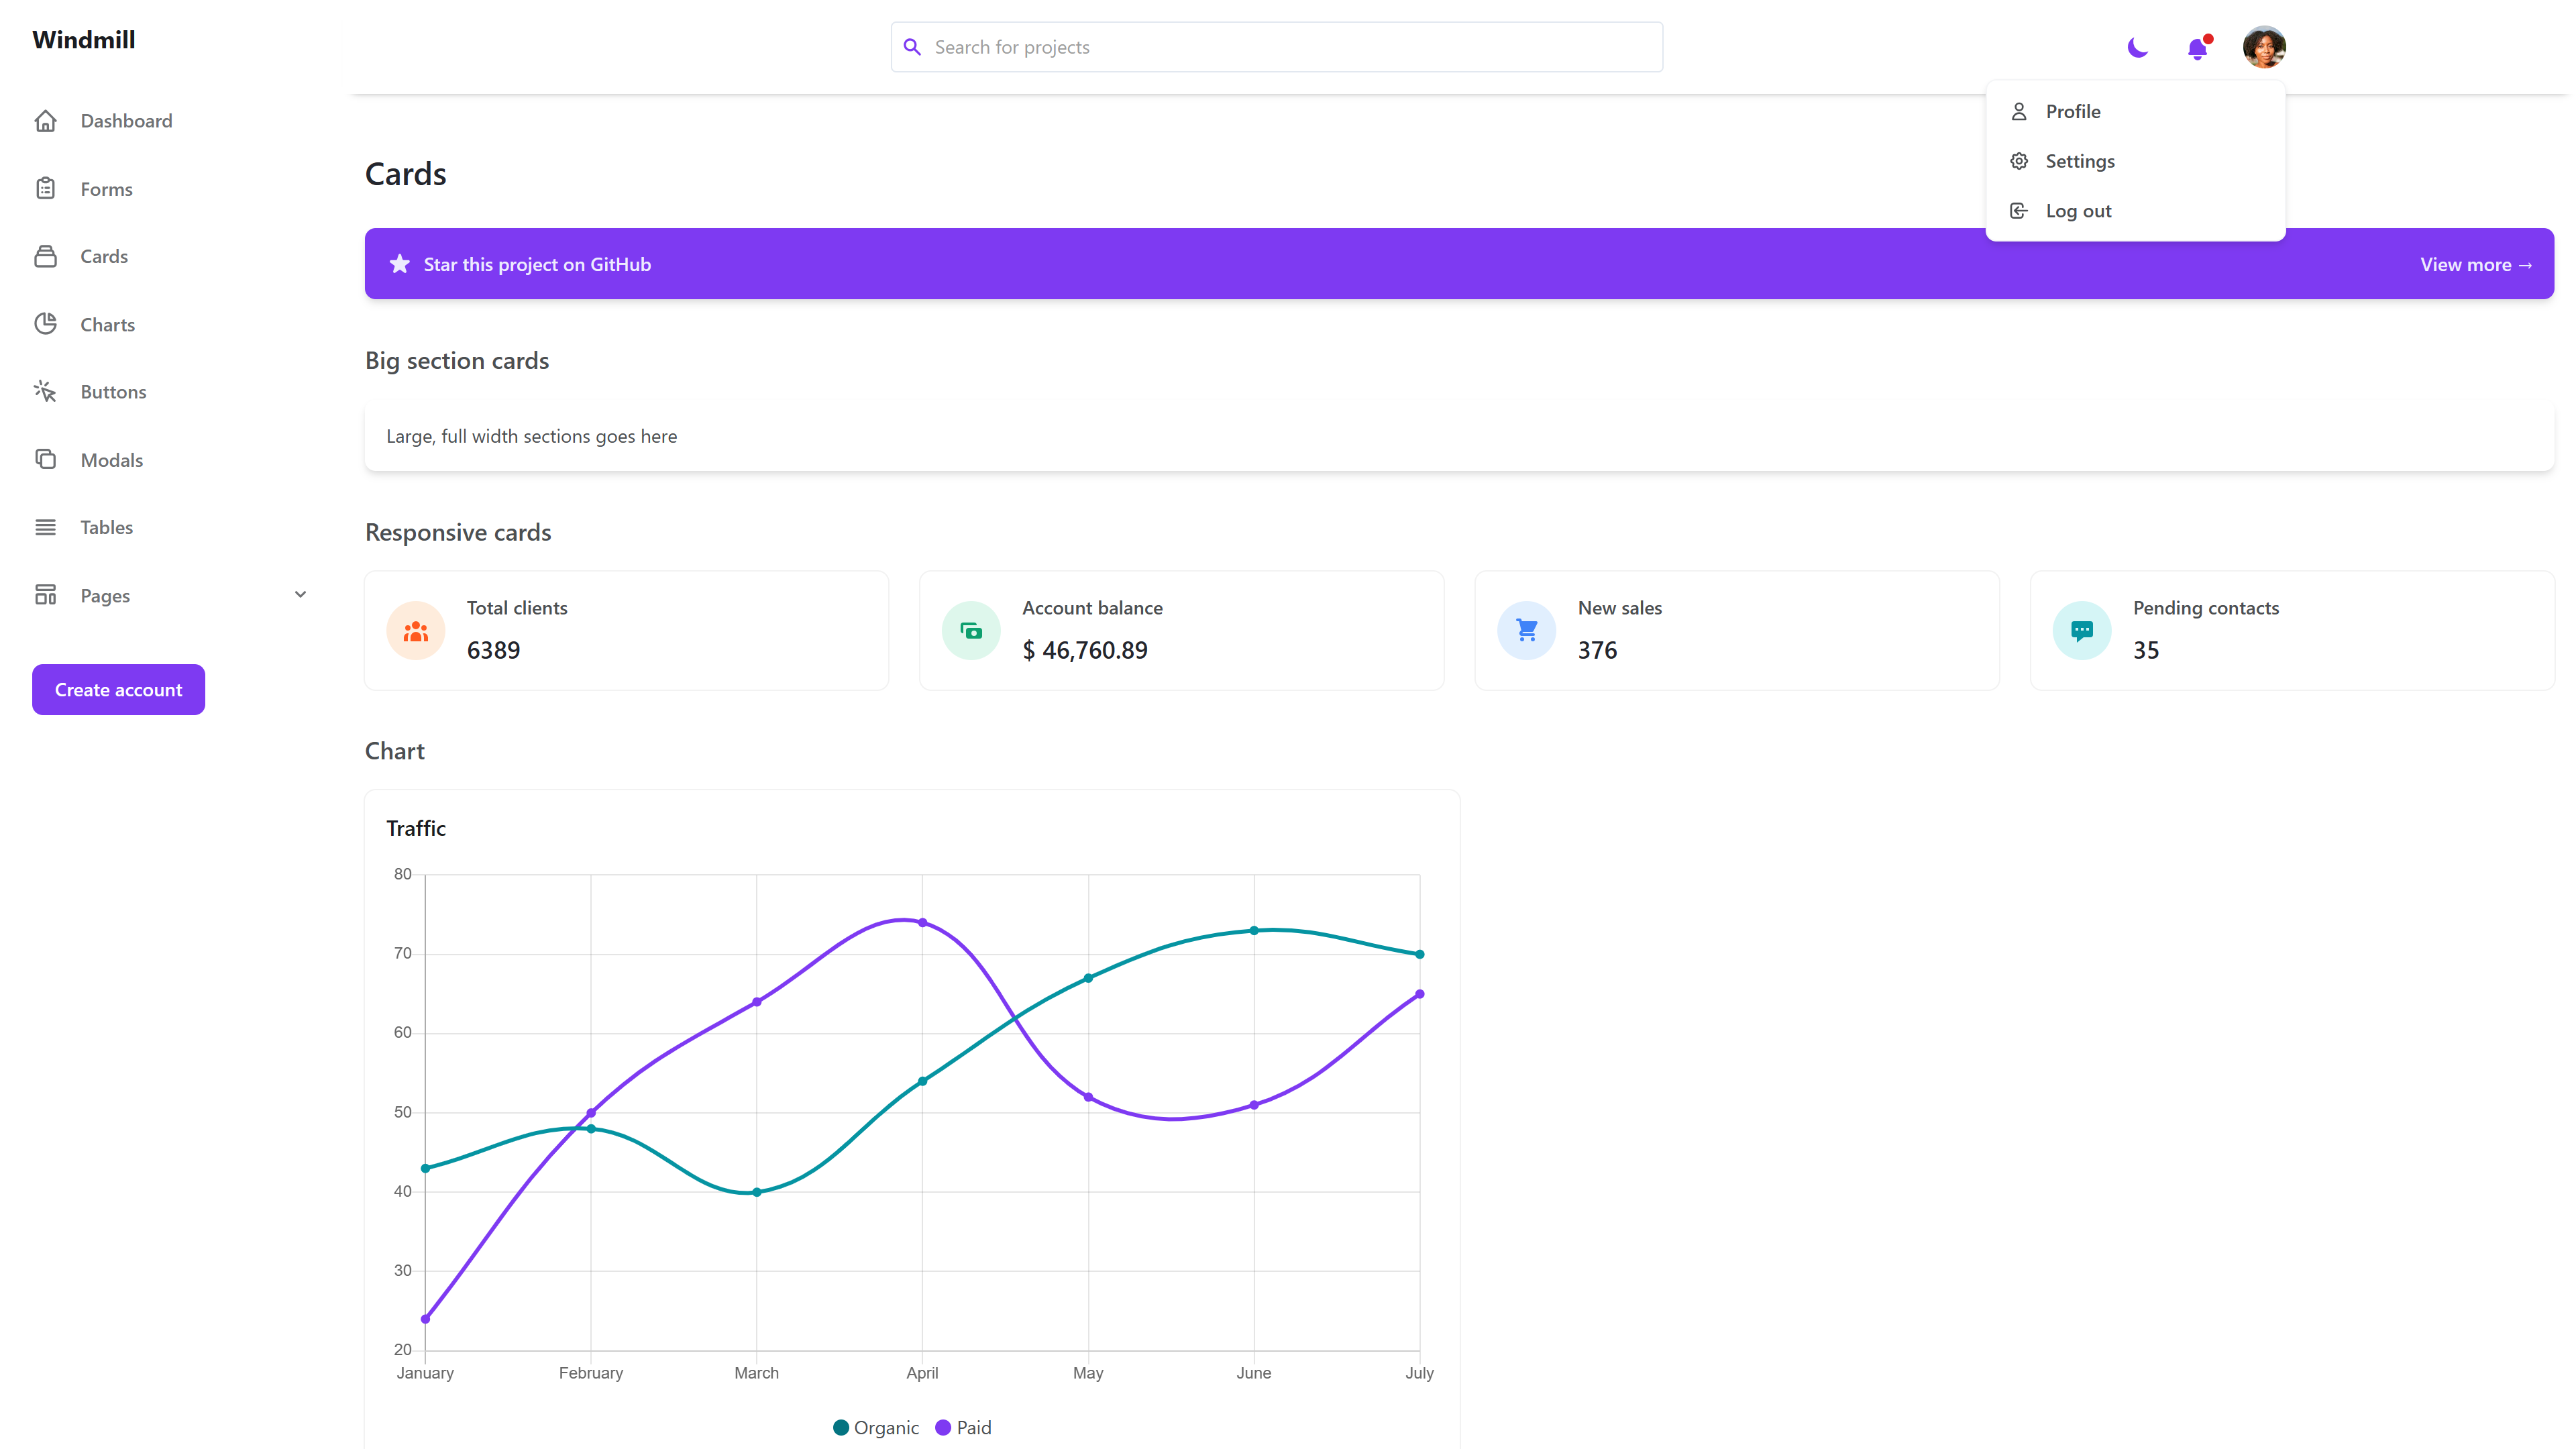 Windmill
Search for projects
Dashboard
Forms
Cards
Charts
Buttons
Modals
Tables
Pages
Create account
Profile
Settings
Log out
Cards
Star this project on GitHub
View more →
Big section cards
Large, full width sections goes here
Responsive cards
Total clients
6389
Account balance
$ 46,760.89
New sales
376
Pending contacts
35
Chart
Traffic
80
70
60
50
40
30
20
January February March April May June July
Organic Paid